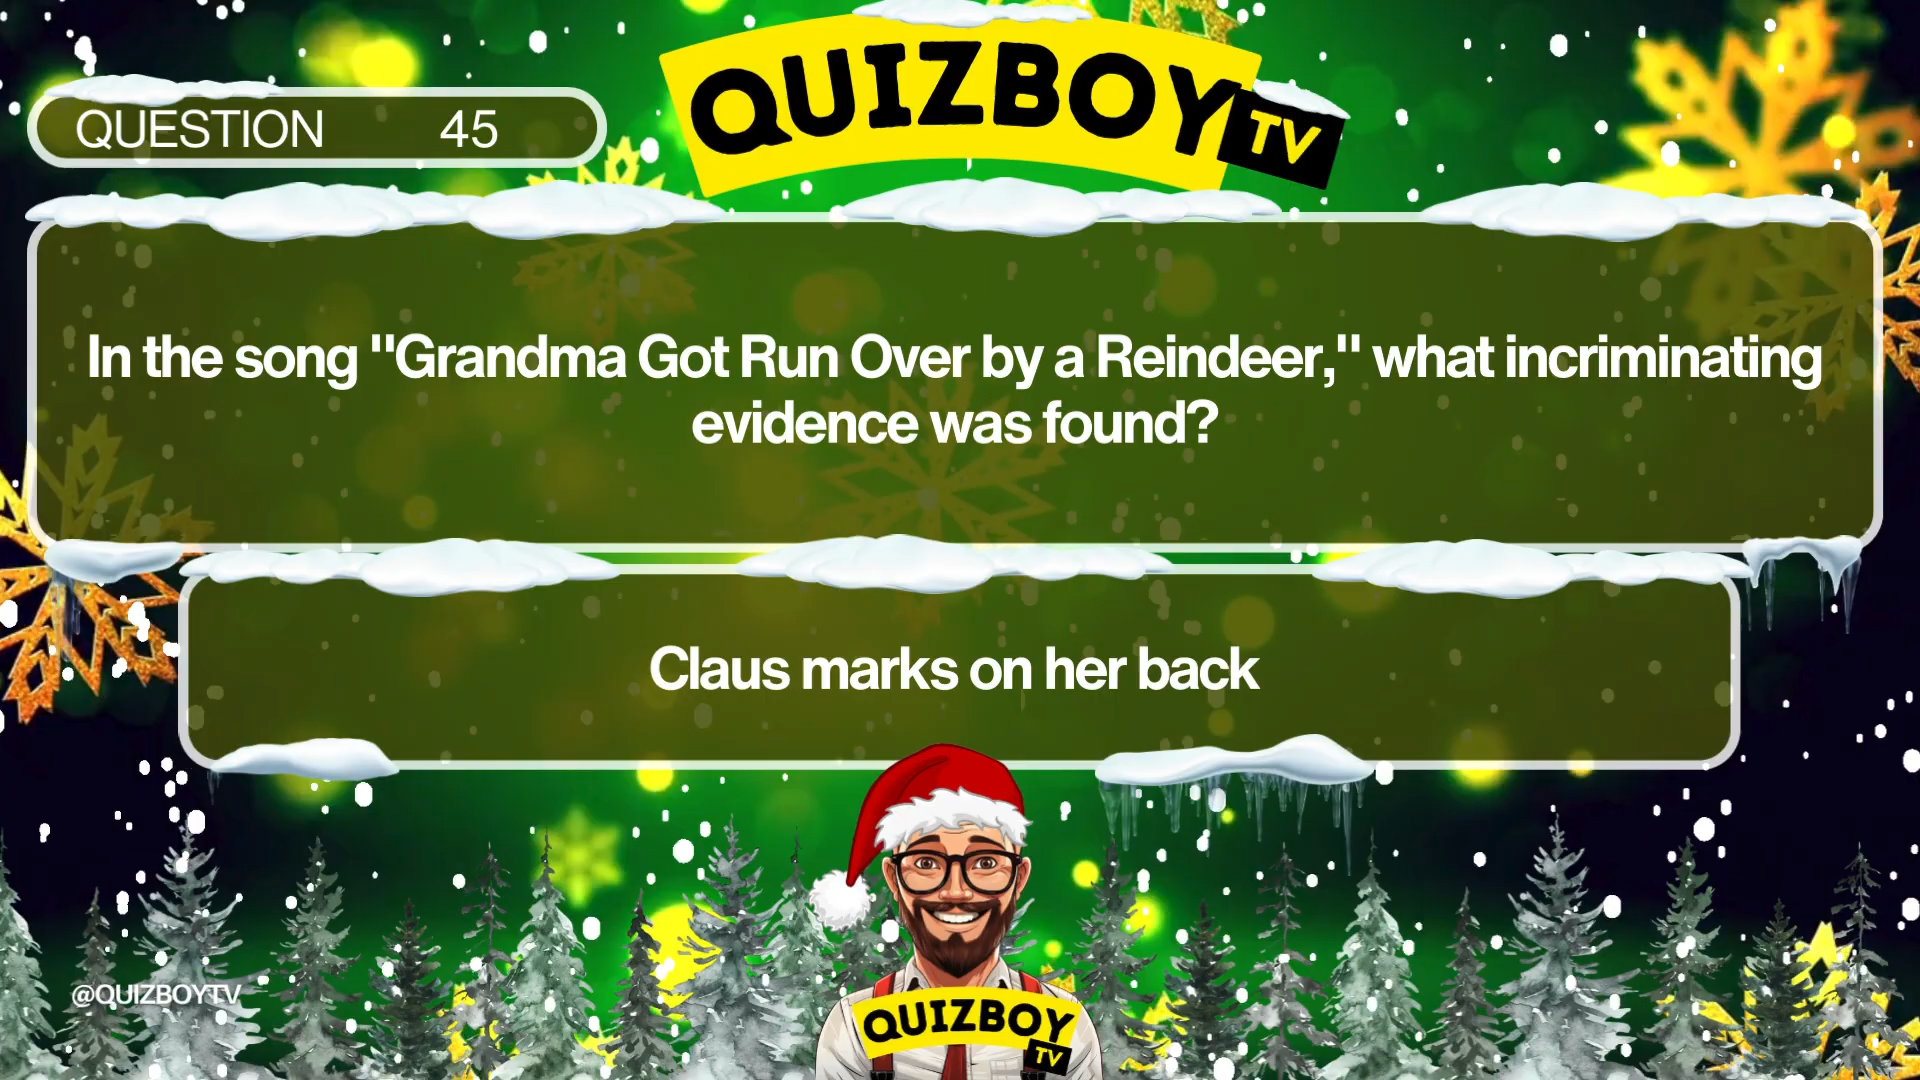 QUIZBOY TV
QUESTION 45
In the song "Grandma Got Run Over by a Reindeer," what incriminating
evidence was found?
Claus marks on her back
@QUIZBOYTV
QUIZBOY
TV